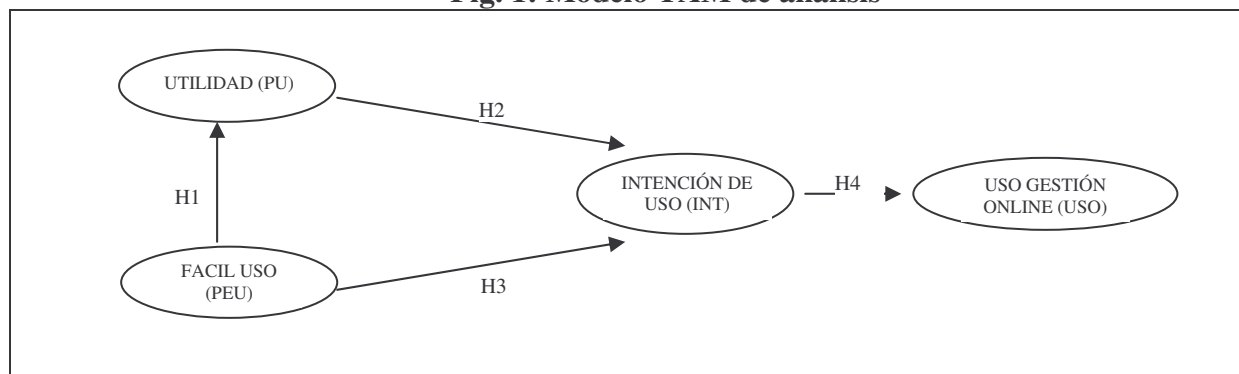 Fig. 1: Modelo TAM de análisis
UTILIDAD (PU)
H2
H1
INTENCIÓN DE
USO (INT)
H4
USO GESTIÓN
ONLINE (USO)
FACIL USO
(PEU)
H3